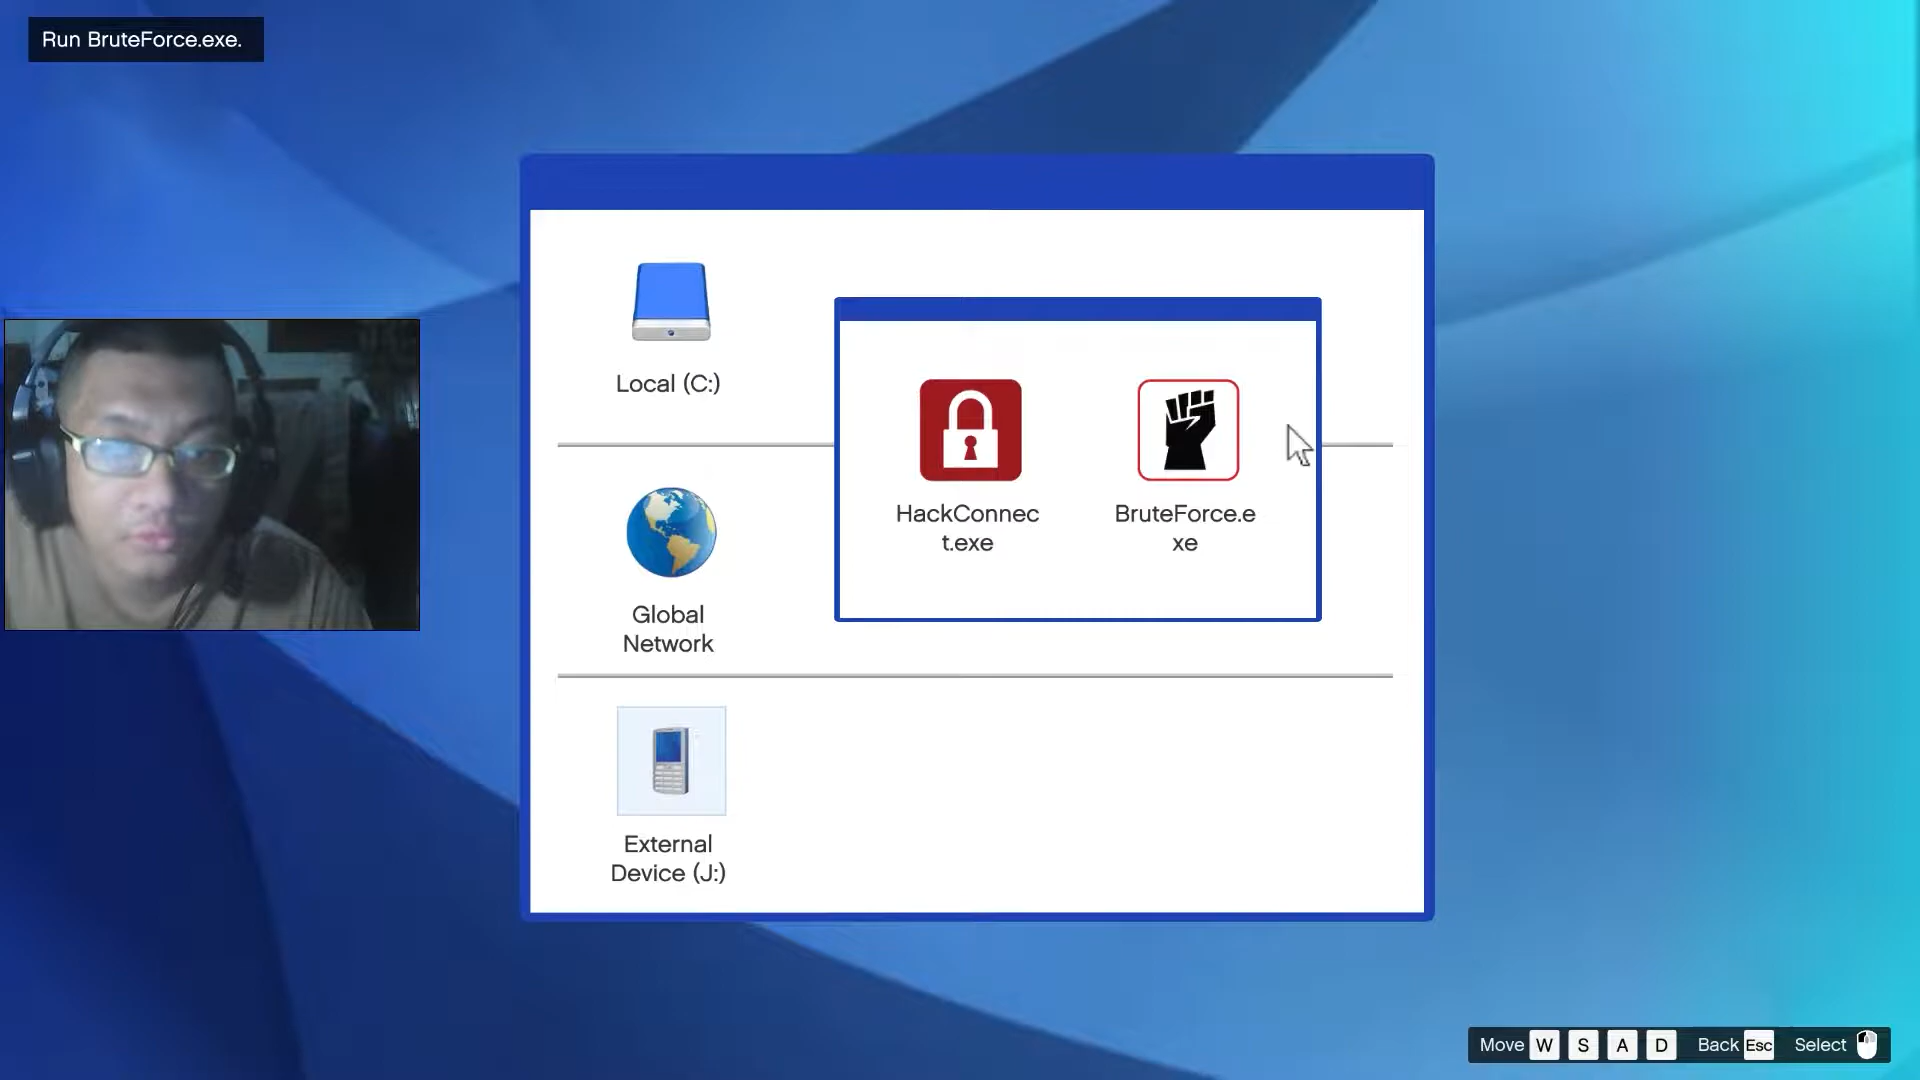 Run BruteForce.exe.
Local (C:)
HackConnec
t.exe
BruteForce.e
xe
Global
Network
External
Device (J:)
Move W S A D Back Esc Select